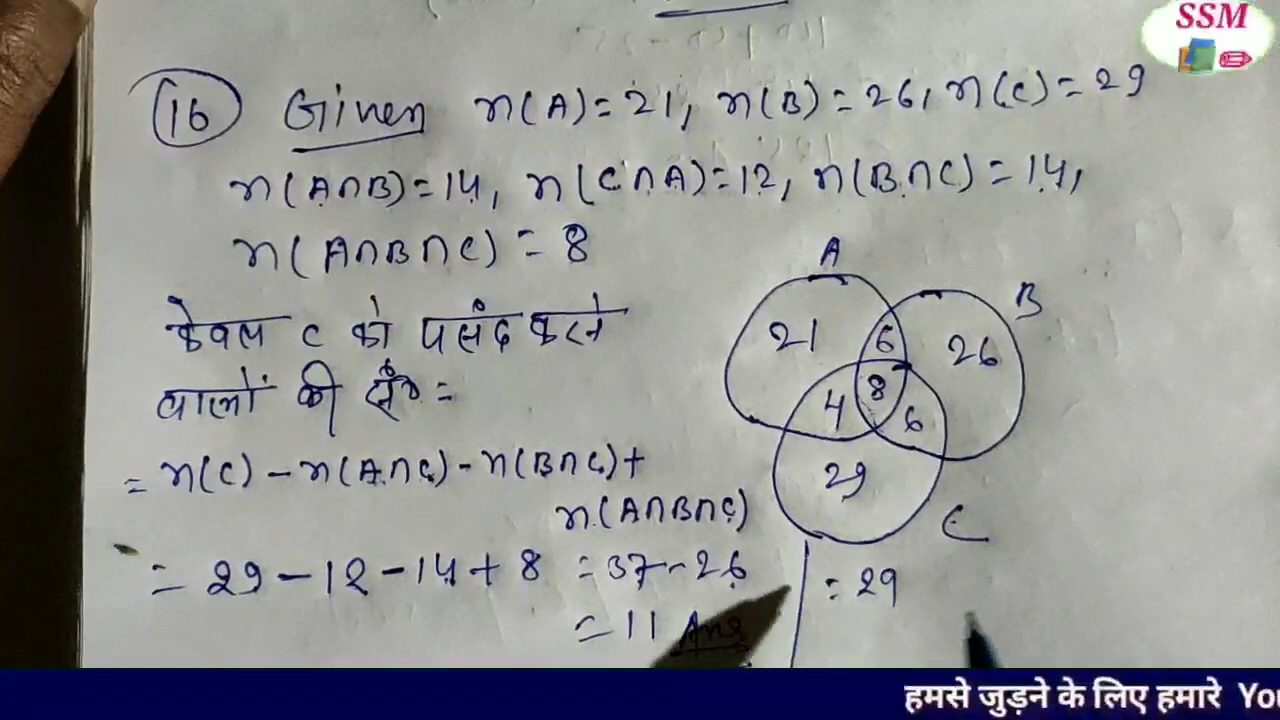 SSM
16 Given n(A)=21, n(B)=26, n(C)=29
n(A∩B)=14, n(C∩A)=12, n(B∩C)=14,
n(A∩B∩C)=8
केवल C को पसंद करने
वालों की सं॰ =
= n(C) - n(A∩C) - n(B∩C) +
n(A∩B∩C)
= 29 - 12 - 14 + 8 = 37 - 26
= 11 Ans
A
B
21 6 26
4 8 6
29
C
= 29
हमसे जुड़ने के लिए हमारे You